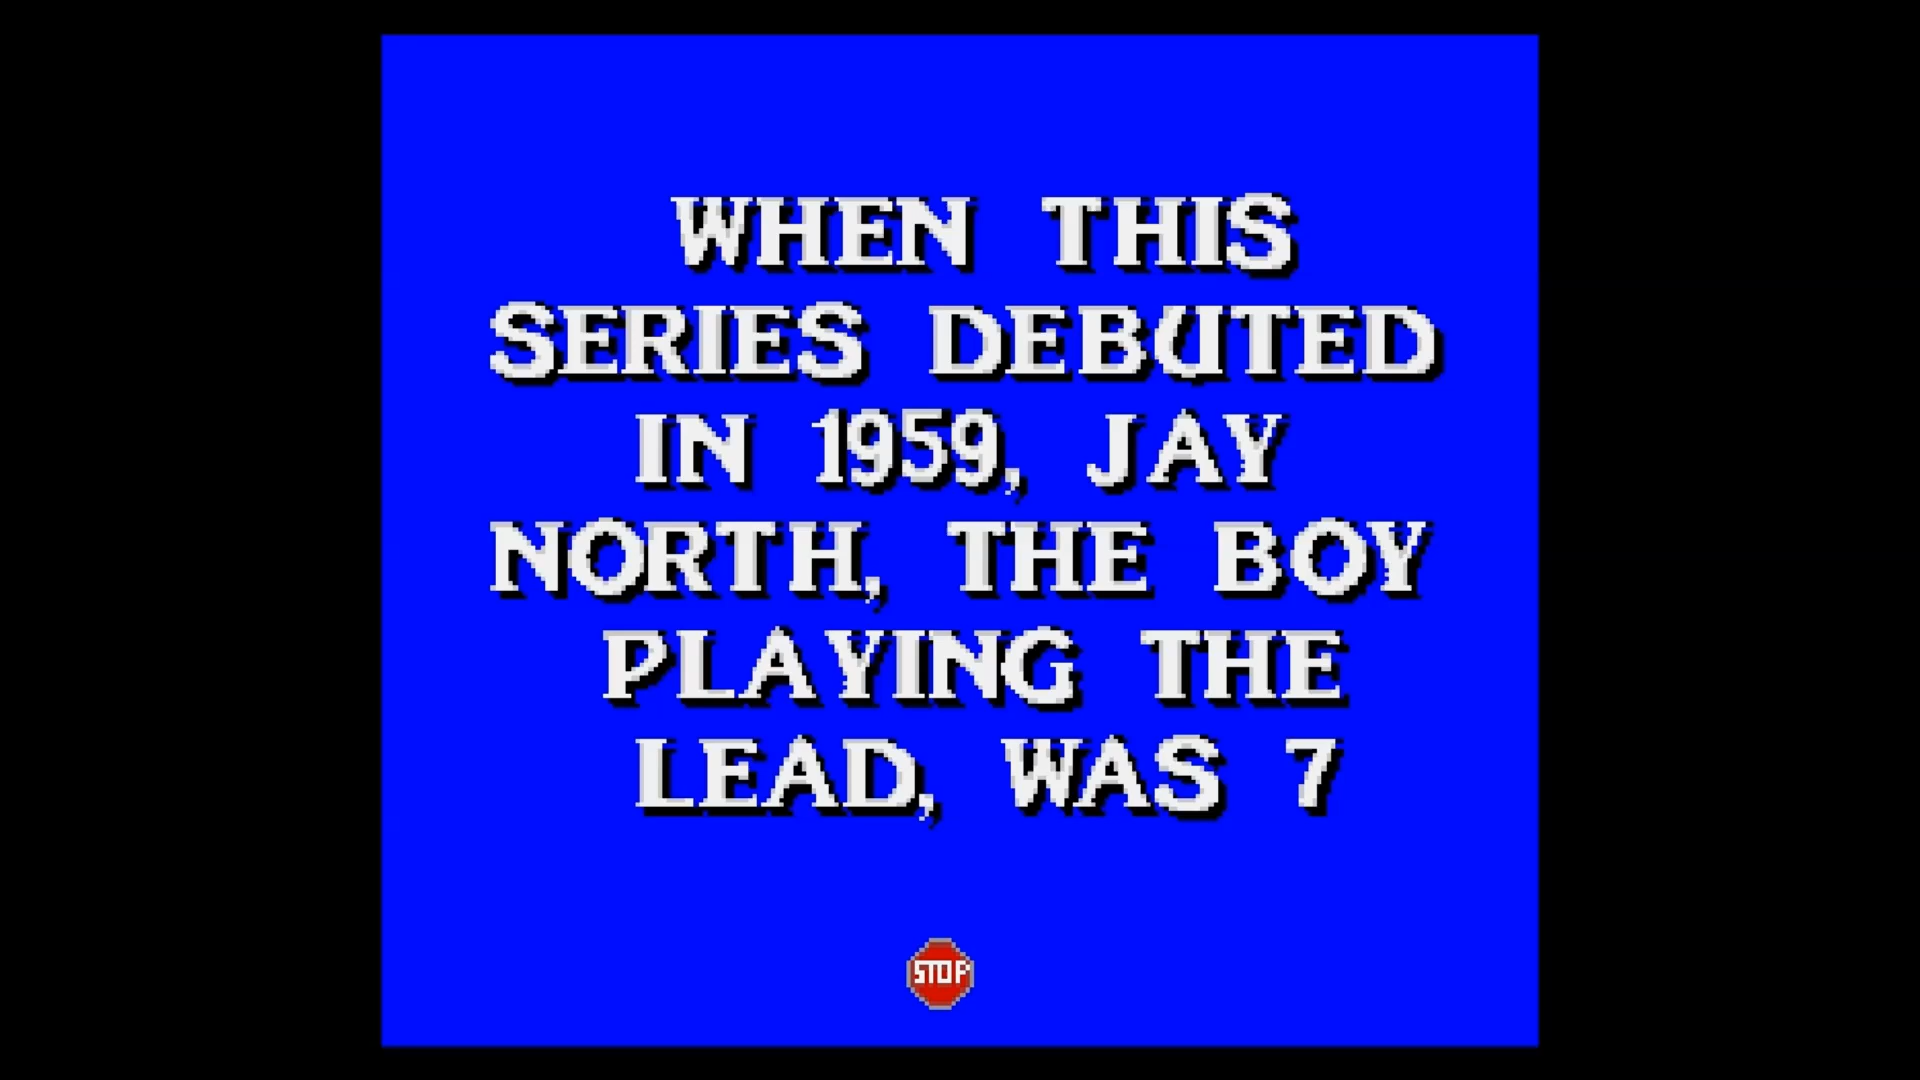 WHEN THIS
SERIES DEBUTED
IN 1959, JAY
NORTH, THE BOY
PLAYING THE
LEAD, WAS 7
STOP